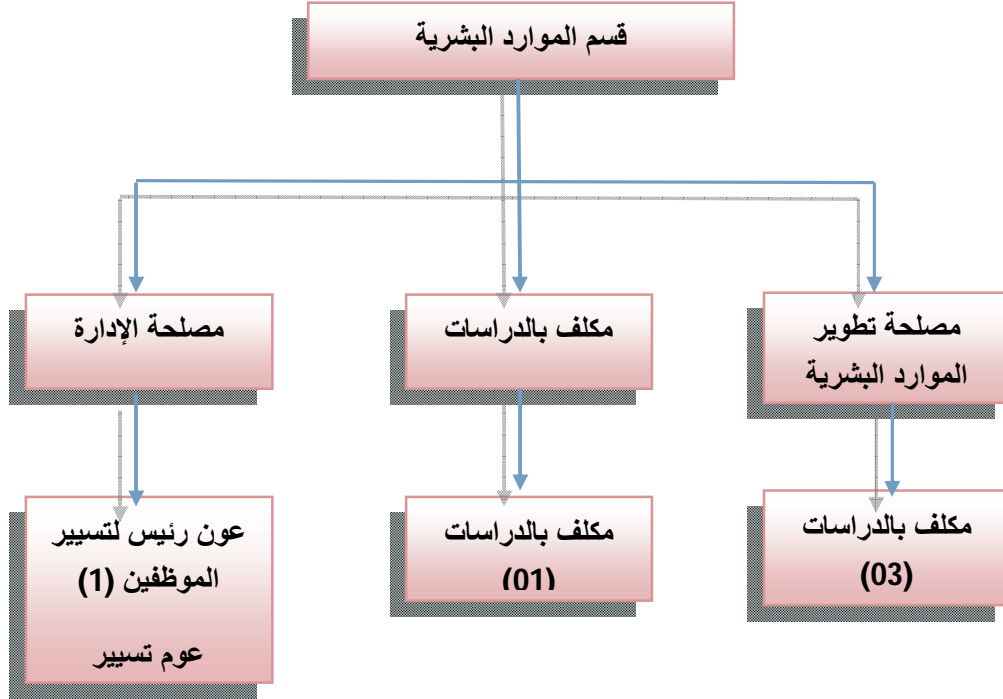 قسم الموارد البشرية
مصلحة تطوير
الموارد البشرية
مكلف بالدراسات
مصلحة الإدارة
مكلف بالدراسات
(03)
مكلف بالدراسات
(01)
عون رئيس لتسيير
الموظفين (1)
عوم تسيير